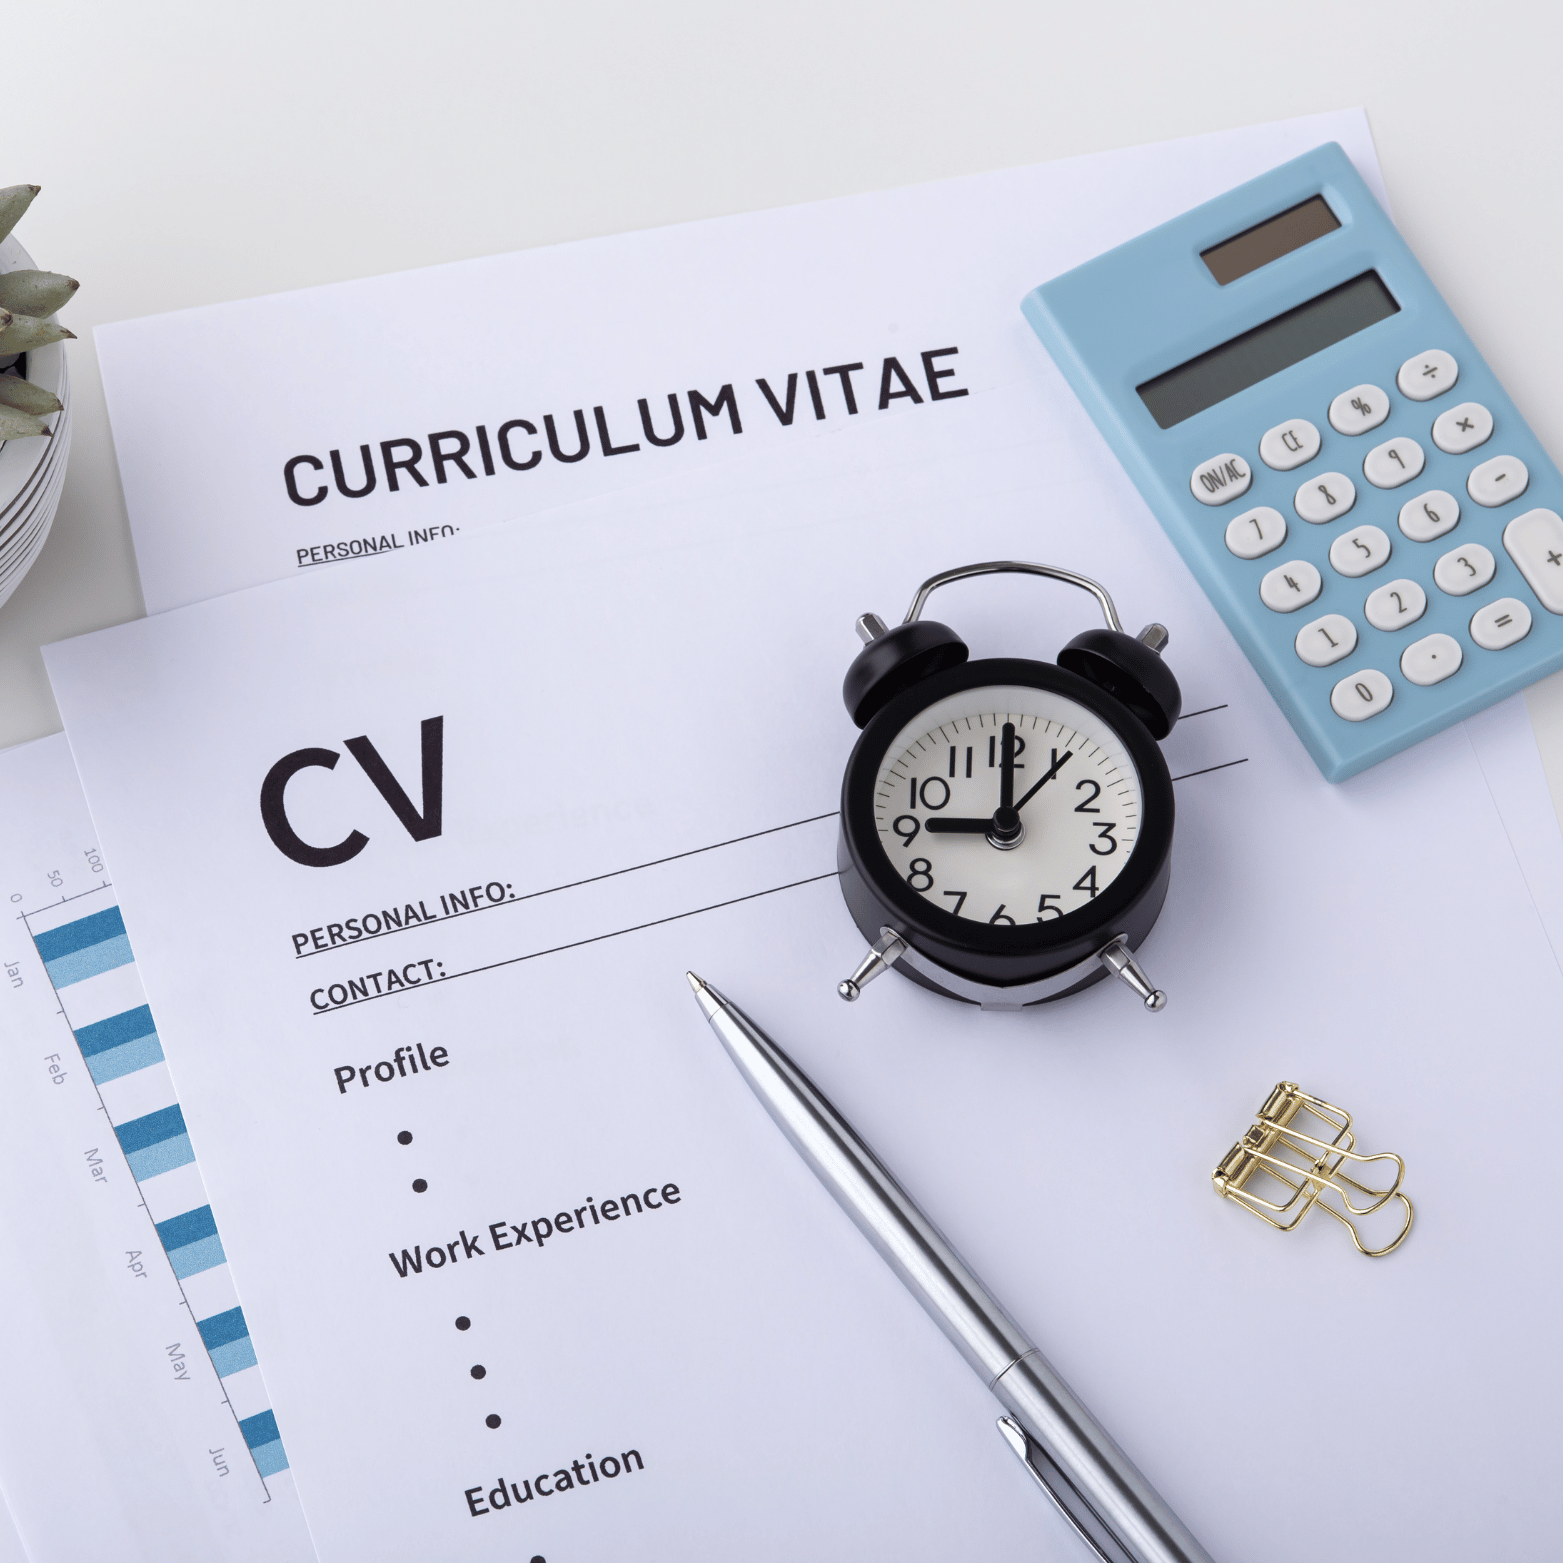 CURRICULUM VITAE
PERSONAL INFO:
CV
PERSONAL INFO:
CONTACT:
Profile
Work Experience
Education
0 50 100
Jan
Feb
Mar
Apr
May
Jun
11 12 1
10 2
9 3
8 4
7 6 5
ON/AC CE % ÷
7 8 9 ×
4 5 6 -
1 2 3 +
0 . =